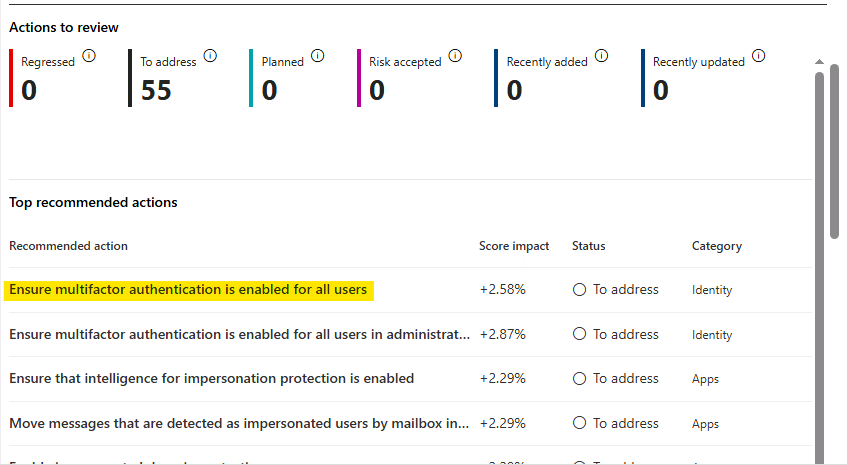 Actions to review
Regressed To address Planned Risk accepted Recently added Recently updated
0 55 0 0 0 0
Top recommended actions
Recommended action Score impact Status Category
Ensure multifactor authentication is enabled for all users +2.58% To address Identity
Ensure multifactor authentication is enabled for all users in administrat... +2.87% To address Identity
Ensure that intelligence for impersonation protection is enabled +2.29% To address Apps
Move messages that are detected as impersonated users by mailbox in... +2.29% To address Apps